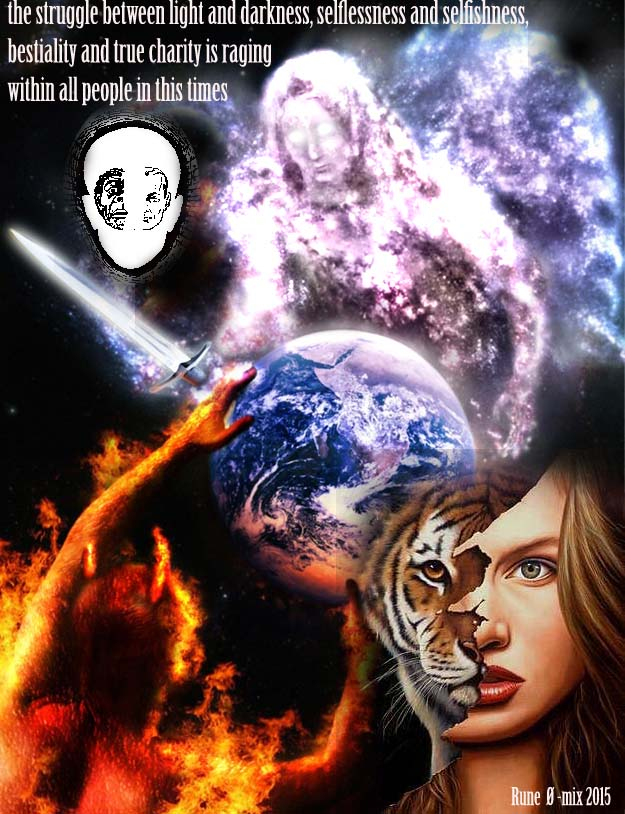 the struggle between light and darkness, selflessness and selfishness,
bestiality and true charity is raging
within all people in this times
Rune Ø -mix 2015